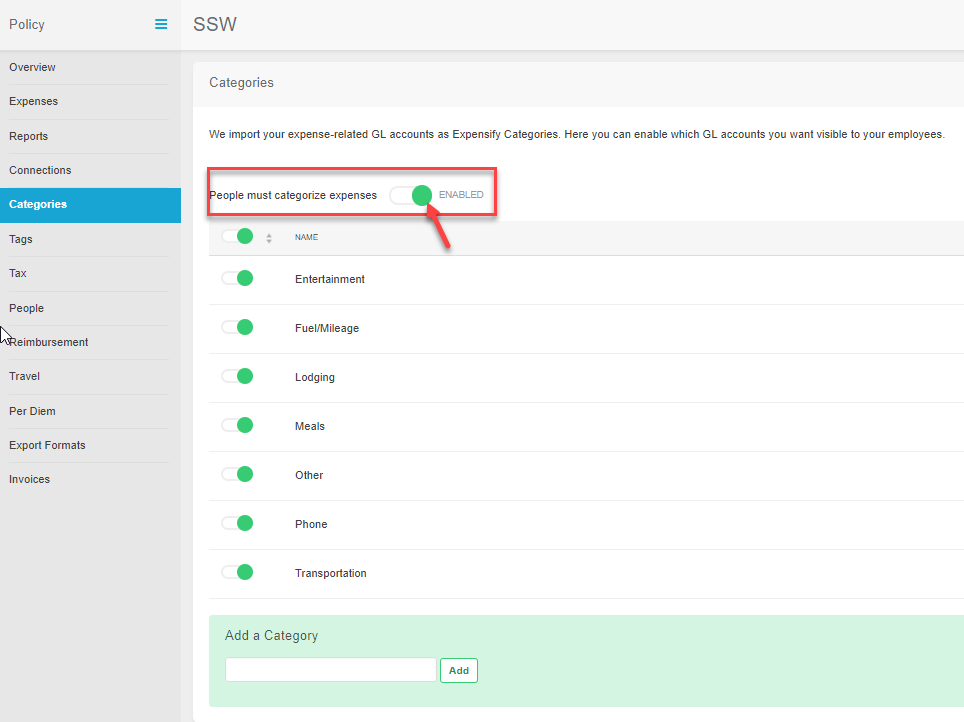 Policy
SSW
Overview
Expenses
Reports
Connections
Categories
Tags
Tax
People
Reimbursement
Travel
Per Diem
Export Formats
Invoices
Categories
We import your expense-related GL accounts as Expensify Categories. Here you can enable which GL accounts you want visible to your employees.
People must categorize expenses ENABLED
NAME
Entertainment
Fuel/Mileage
Lodging
Meals
Other
Phone
Transportation
Add a Category
Add